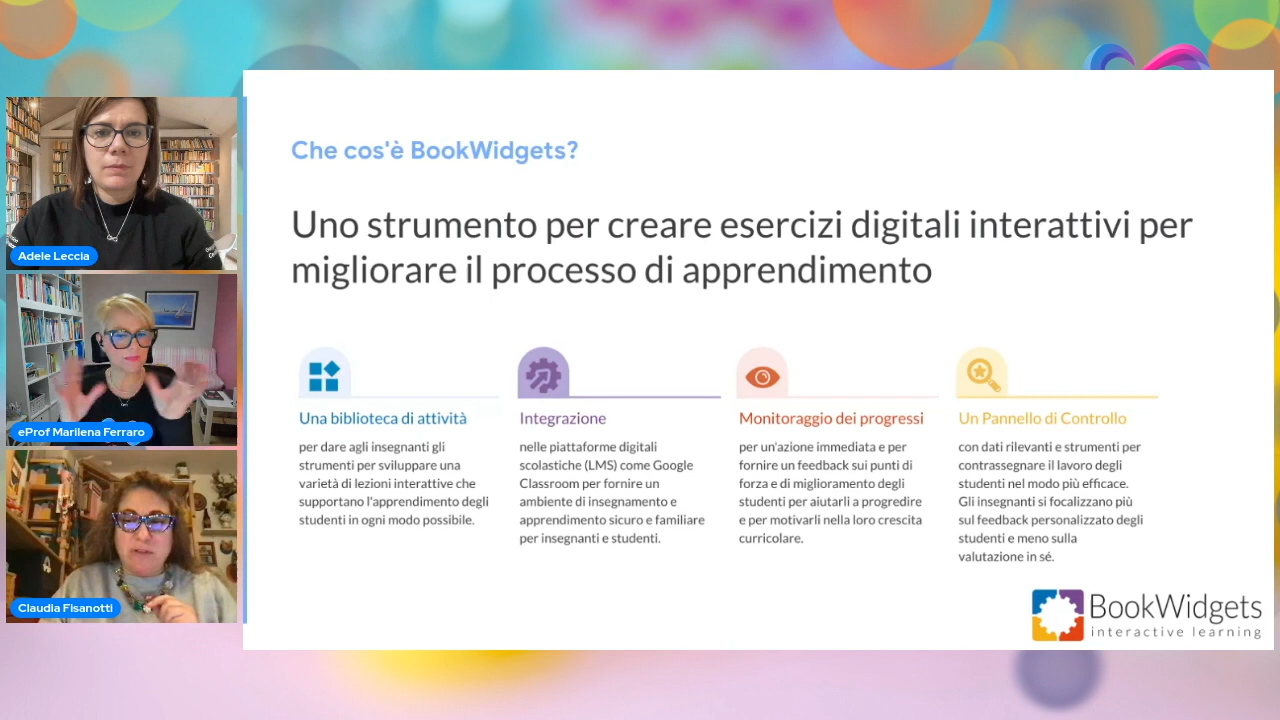 Adele Leccia
eProf Marilena Ferraro
Claudia Fisanotti
Che cos'è BookWidgets?
Uno strumento per creare esercizi digitali interattivi per
migliorare il processo di apprendimento
Una biblioteca di attività
per dare agli insegnanti gli
strumenti per sviluppare una
varietà di lezioni interattive che
supportano l'apprendimento degli
studenti in ogni modo possibile.
Integrazione
nelle piattaforme digitali
scolastiche (LMS) come Google
Classroom per fornire un
ambiente di insegnamento e
apprendimento sicuro e familiare
per insegnanti e studenti.
Monitoraggio dei progressi
per un'azione immediata e per
fornire un feedback sui punti di
forza e di miglioramento degli
studenti per aiutarli a progredire
e per motivarli nella loro crescita
curricolare.
Un Pannello di Controllo
con dati rilevanti e strumenti per
contrassegnare il lavoro degli
studenti nel modo più efficace.
Gli insegnanti si focalizzano più
sul feedback personalizzato degli
studenti e meno sulla
valutazione in sé.
BookWidgets
interactive learning